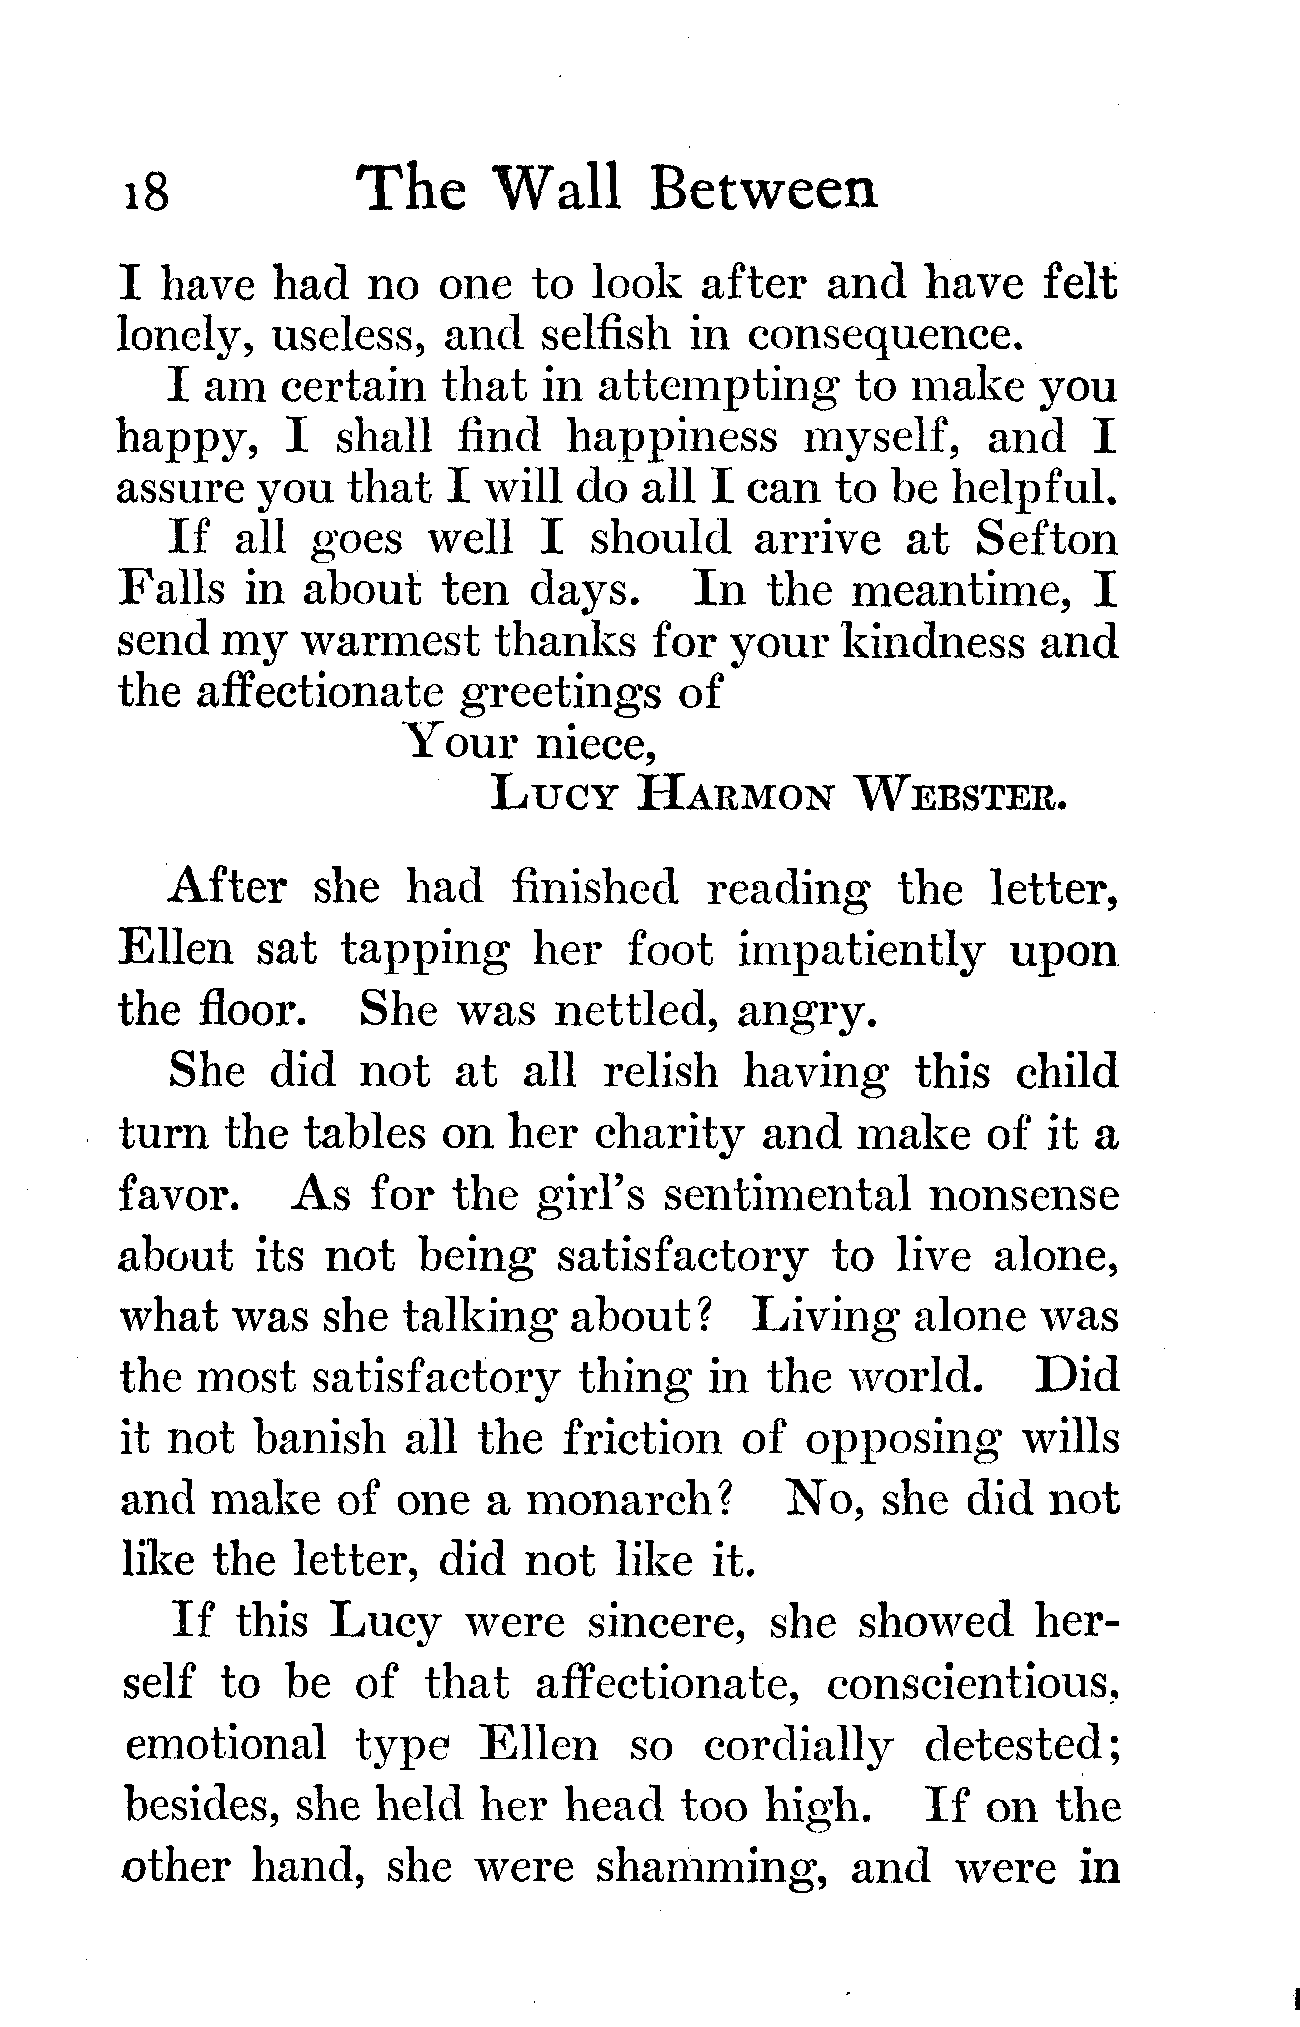 18 The Wall Between
I have had no one to look after and have felt
lonely, useless, and selfish in consequence.
I am certain that in attempting to make you
happy, I shall find happiness myself, and I
assure you that I will do all I can to be helpful.
If all goes well I should arrive at Sefton
Falls in about ten days. In the meantime, I
send my warmest thanks for your kindness and
the affectionate greetings of
Your niece,
LUCY HARMON WEBSTER.
After she had finished reading the letter,
Ellen sat tapping her foot impatiently upon
the floor. She was nettled, angry.
She did not at all relish having this child
turn the tables on her charity and make of it a
favor. As for the girl's sentimental nonsense
about its not being satisfactory to live alone,
what was she talking about? Living alone was
the most satisfactory thing in the world. Did
it not banish all the friction of opposing wills
and make of one a monarch? No, she did not
like the letter, did not like it.
If this Lucy were sincere, she showed her-
self to be of that affectionate, conscientious,
emotional type Ellen so cordially detested;
besides, she held her head too high. If on the
other hand, she were shamming, and were in